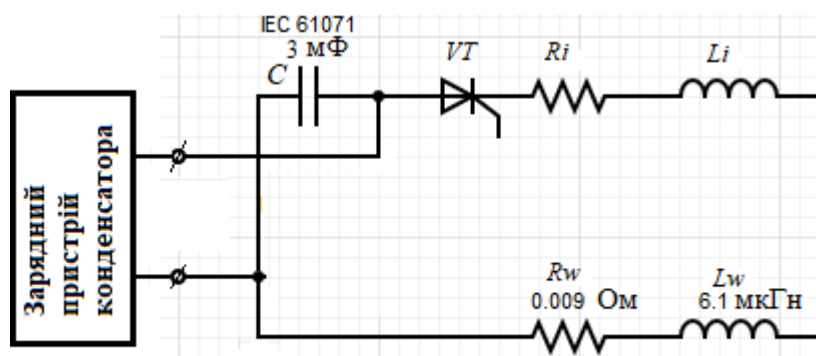 IEC 61071
3 мФ
C
VT
Ri
Li
Зарядний
пристрій
конденсатора
Rw
Lw
0.009 Ом
6.1 мкГн